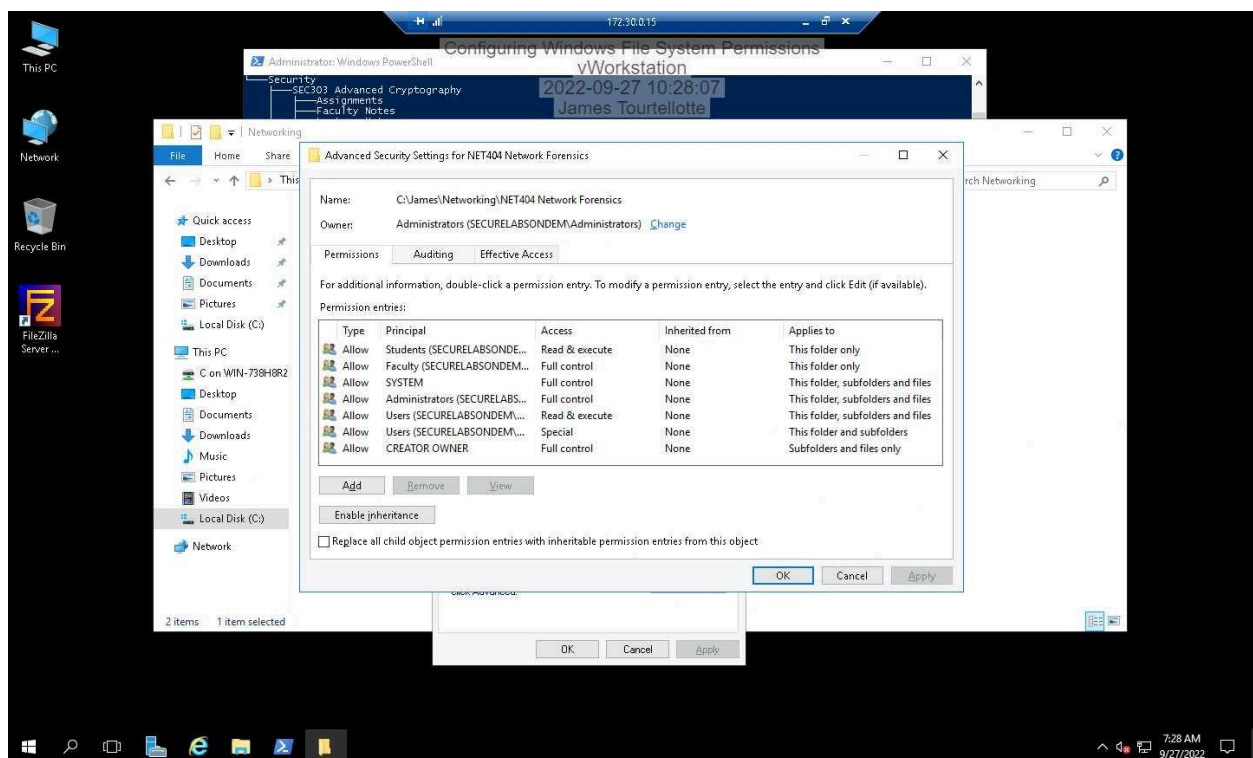 172.30.0.15
Configuring Windows File System Permissions
vWorkstation
2022-09-27 10:28:07
James Tourtellotte
This PC
Network
Recycle Bin
FileZilla
Server ...
Administrator: Windows PowerShell
Security
SEC303 Advanced Cryptography
Assignments
Faculty Notes
Networking
File Home Share
This
rch Networking
Quick access
Desktop
Downloads
Documents
Pictures
Local Disk (C:)
This PC
C on WIN-738H8R2
Desktop
Documents
Downloads
Music
Pictures
Videos
Local Disk (C:)
Network
2 items 1 item selected
Advanced Security Settings for NET404 Network Forensics
Name: C:\James\Networking\NET404 Network Forensics
Owner: Administrators (SECURELABSONDEM\Administrators) Change
Permissions Auditing Effective Access
For additional information, double-click a permission entry. To modify a permission entry, select the entry and click Edit (if available).
Permission entries:
Type Principal Access Inherited from Applies to
Allow Students (SECURELABSONDE... Read & execute None This folder only
Allow Faculty (SECURELABSONDEM... Full control None This folder only
Allow SYSTEM Full control None This folder, subfolders and files
Allow Administrators (SECURELABS... Full control None This folder, subfolders and files
Allow Users (SECURELABSONDEM\... Read & execute None This folder, subfolders and files
Allow Users (SECURELABSONDEM\... Special None This folder and subfolders
Allow CREATOR OWNER Full control None Subfolders and files only
Add Remove View
Enable inheritance
Replace all child object permission entries with inheritable permission entries from this object
OK Cancel Apply
click Advanced.
OK Cancel Apply
7:28 AM
9/27/2022